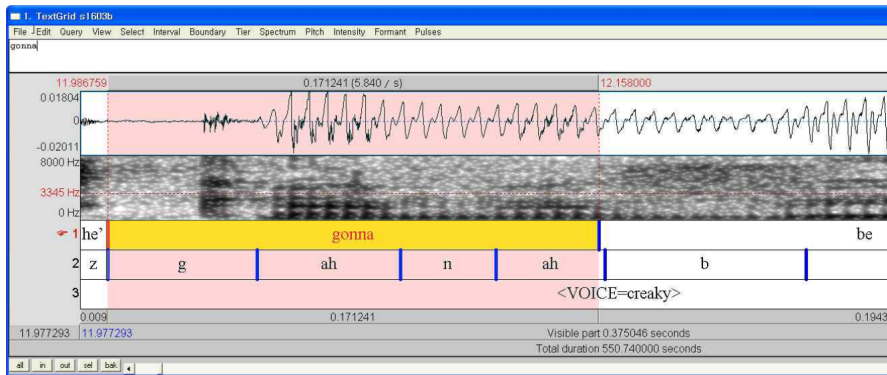 1. TextGrid s1603b
File Edit Query View Select Interval Boundary Tier Spectrum Pitch Intensity Formant Pulses
gonna
11.986759 0.171241 (5.840 / s) 12.158000
0.01804
0
-0.02011
8000 Hz
3345 Hz
0 Hz
1 he' gonna be
2 z g ah n ah b
3 <VOICE=creaky>
0.009 0.171241 0.1943
11.977293 11.977293 Visible part 0.375046 seconds
Total duration 550.740000 seconds
all in out sel bak